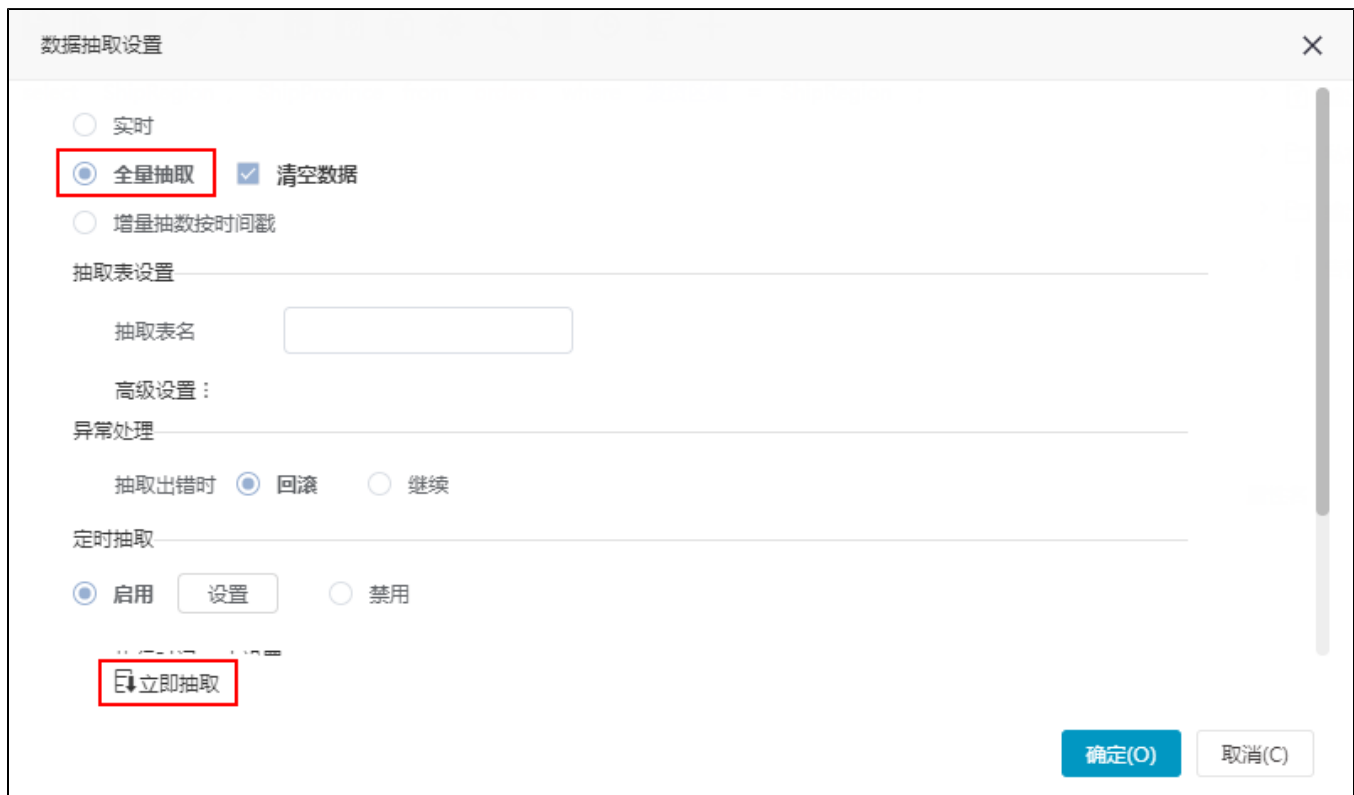 数据抽取设置
实时
全量抽取 清空数据
增量抽数按时间戳
抽取表设置
抽取表名
高级设置：
异常处理
抽取出错时 回滚 继续
定时抽取
启用 设置 禁用
立即抽取
确定(O) 取消(C)